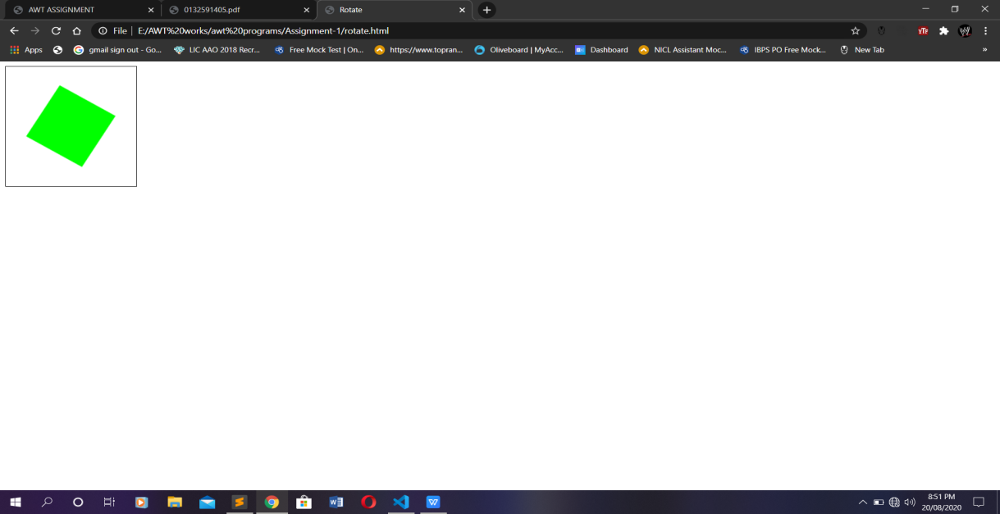 AWT ASSIGNMENT
0132591405.pdf
Rotate
File | E:/AWT%20works/awt%20programs/Assignment-1/rotate.html
YTF
Apps
gmail sign out - Go...
LIC AAO 2018 Recr...
Free Mock Test | On...
https://www.topran...
Oliveboard | MyAcc...
Dashboard
NICL Assistant Moc...
IBPS PO Free Mock...
New Tab
»
8:51 PM
20/08/2020